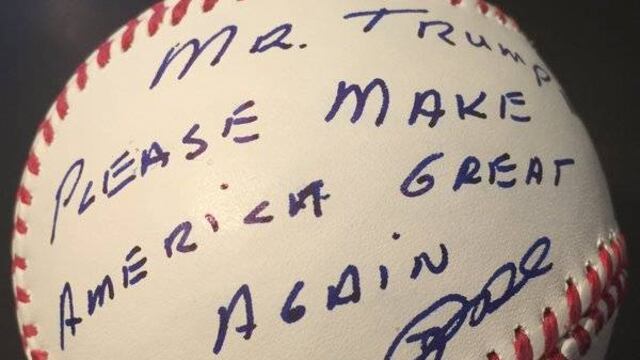 MR. TRUMP
PLEASE MAKE
AMERiCA GREAT
AGAiN